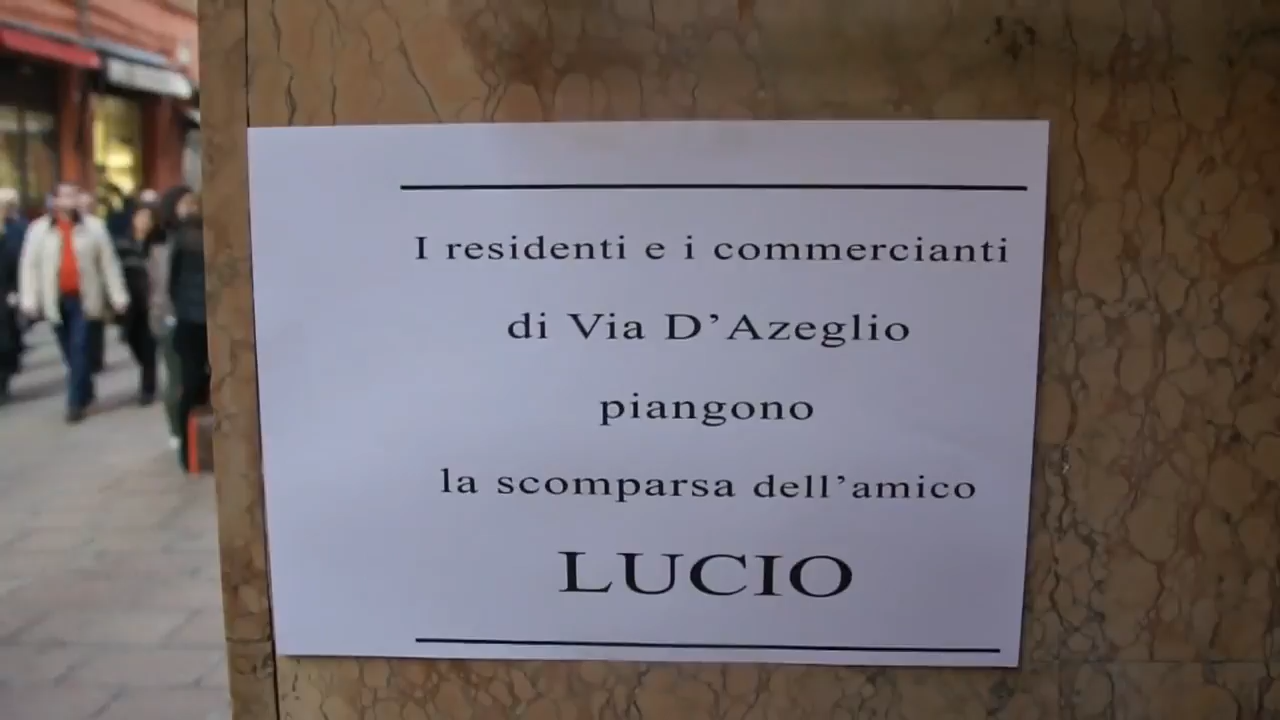 I residenti e i commercianti
di Via D’Azeglio
piangono
la scomparsa dell’amico
LUCIO